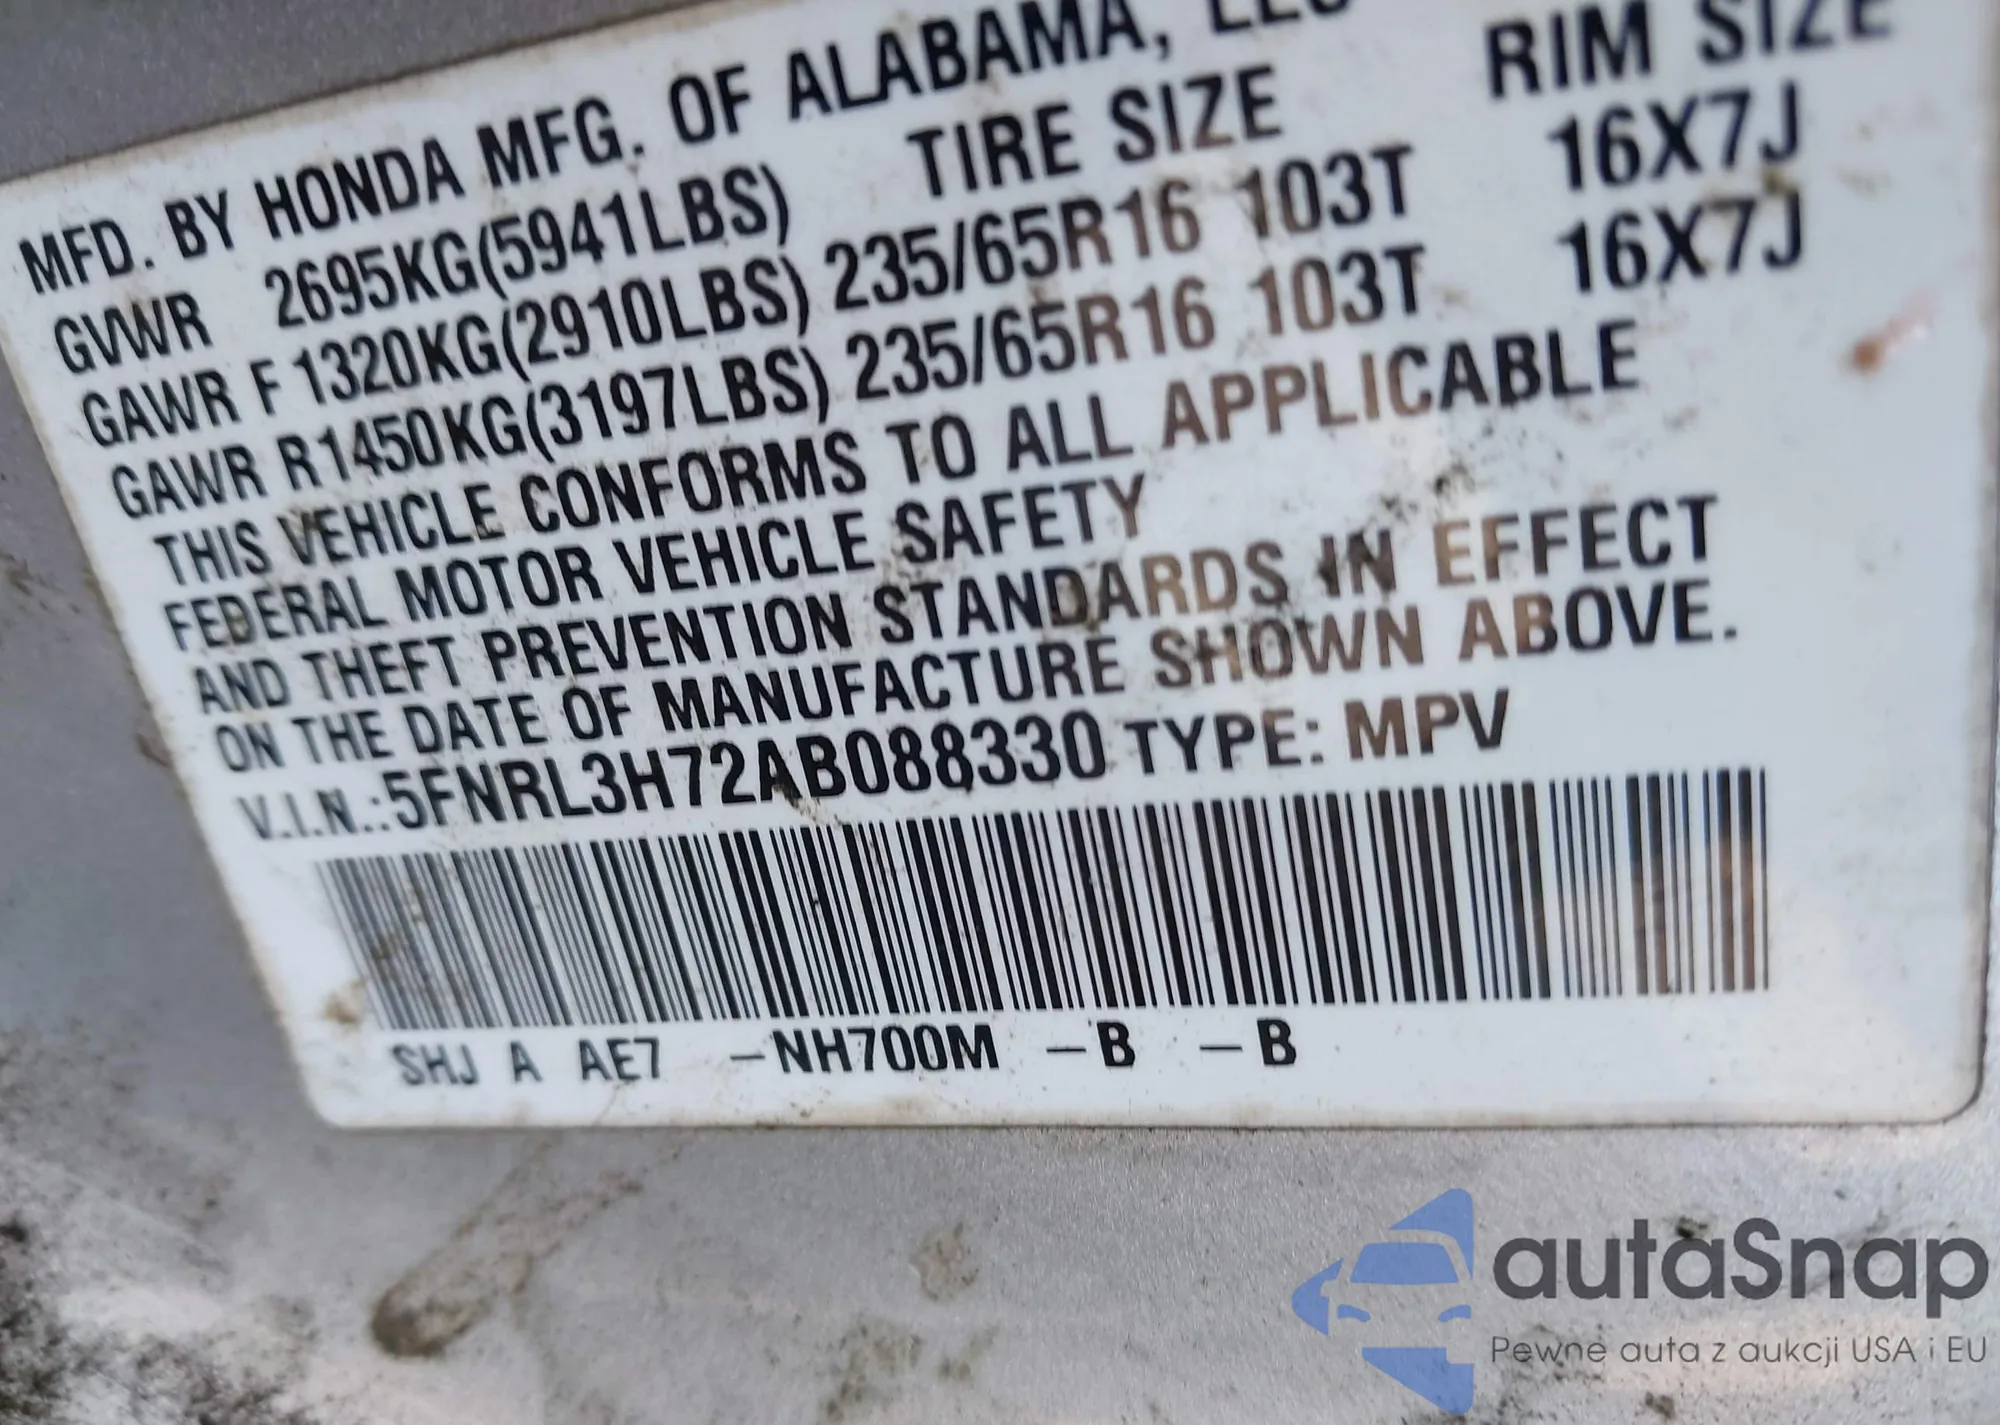 MFD. BY HONDA MFG. OF ALABAMA, LLC
GVWR 2695KG(5941LBS) TIRE SIZE RIM SIZE
GAWR F 1320KG(2910LBS) 235/65R16 103T 16X7J
GAWR R1450KG(3197LBS) 235/65R16 103T 16X7J
THIS VEHICLE CONFORMS TO ALL APPLICABLE
FEDERAL MOTOR VEHICLE SAFETY
AND THEFT PREVENTION STANDARDS IN EFFECT
ON THE DATE OF MANUFACTURE SHOWN ABOVE.
V.I.N.:5FNRL3H72AB088330 TYPE: MPV
SHJ A AE7 –NH700M –B –B
autaSnap
Pewne auta z aukcji USA i EU